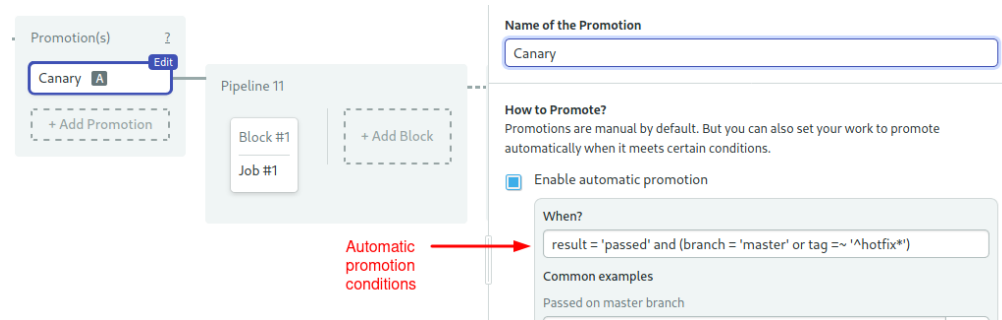 Promotion(s) ?
Edit
Canary A
+ Add Promotion
Pipeline 11
Block #1
Job #1
+ Add Block
Name of the Promotion
Canary
How to Promote?
Promotions are manual by default. But you can also set your work to promote
automatically when it meets certain conditions.
Enable automatic promotion
When?
result = 'passed' and (branch = 'master' or tag =~ '^hotfix*')
Common examples
Passed on master branch
Automatic
promotion
conditions